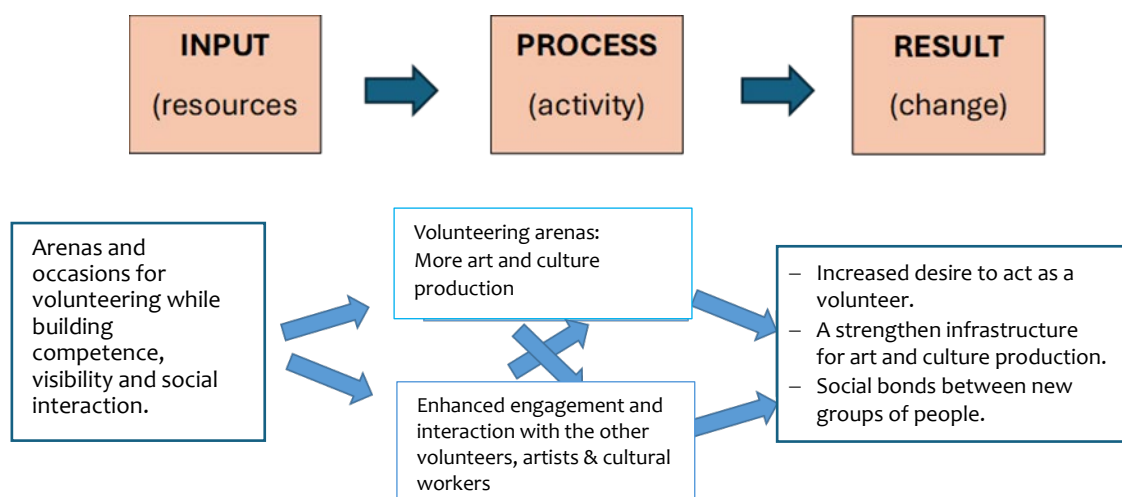 INPUT
(resources
PROCESS
(activity)
RESULT
(change)
Arenas and
occasions for
volunteering while
building
competence,
visibility and social
interaction.
Volunteering arenas:
More art and culture
production
Enhanced engagement and
interaction with the other
volunteers, artists & cultural
workers
– Increased desire to act as a
volunteer.
– A strengthen infrastructure
for art and culture production.
– Social bonds between new
groups of people.